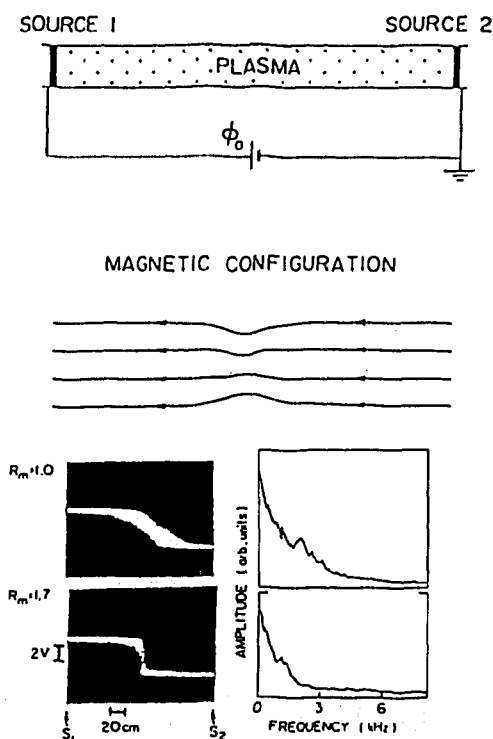 SOURCE 1
SOURCE 2
PLASMA
ϕ₀
MAGNETIC CONFIGURATION
Rₘ=1.0
Rₘ=1.7
2V
20cm
S₁
S₂
AMPLITUDE (arb.units)
0 3 6
FREQUENCY (kHz)